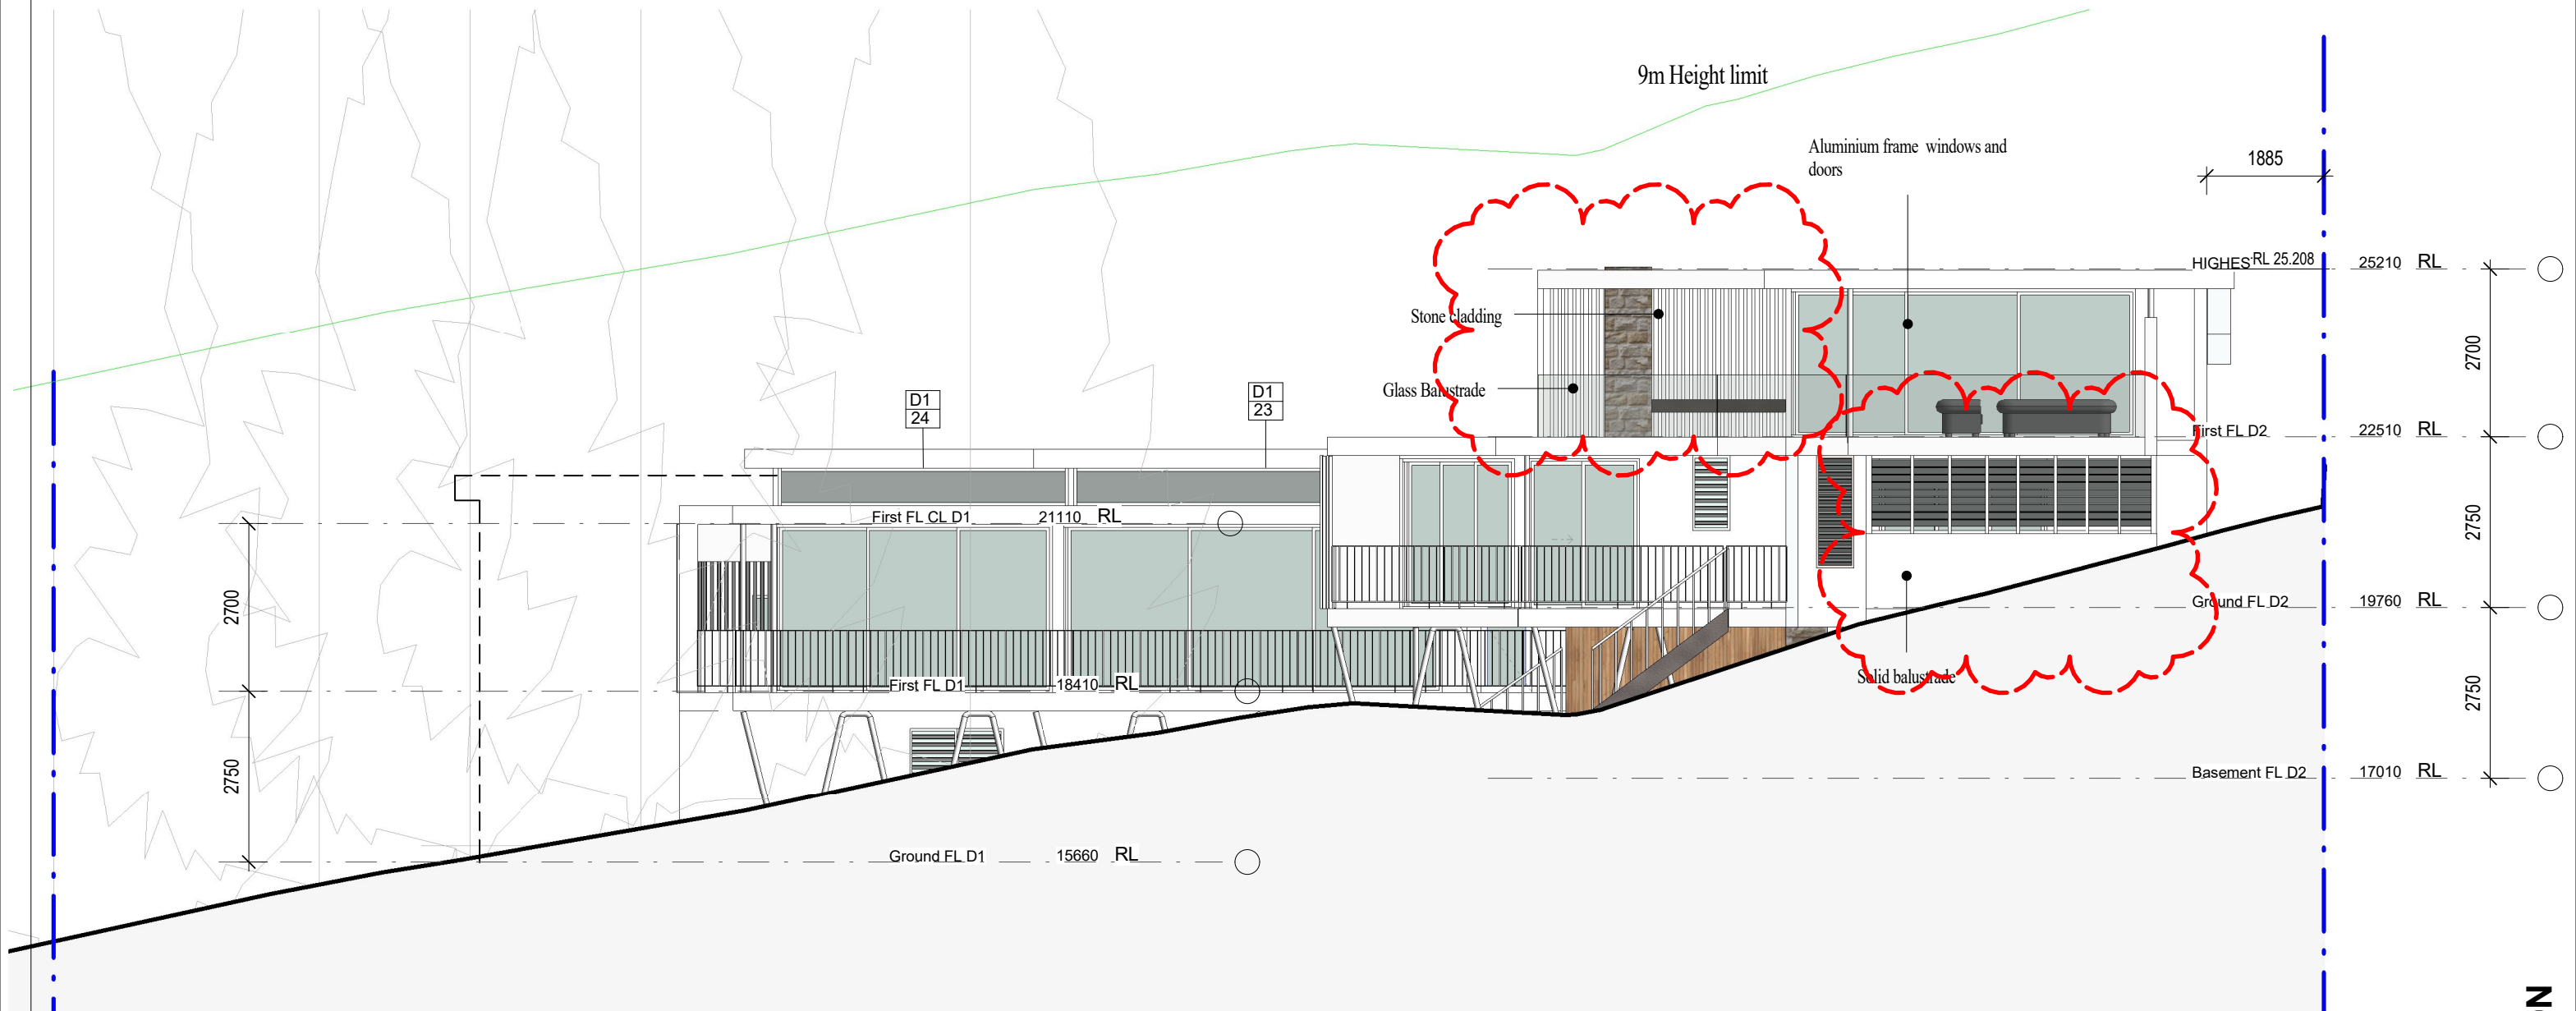 9m Height limit
Aluminium frame windows and
doors
1885
HIGHES
RL 25.208
25210 RL
Stone cladding
2700
Glass Balustrade
D1
24
D1
23
First FL D2
22510 RL
First FL CL D1
21110 RL
2750
2700
Ground FL D2
19760 RL
Solid balustrade
First FL D1
18410 RL
2750
2750
Basement FL D2
17010 RL
Ground FL D1
15660 RL
N